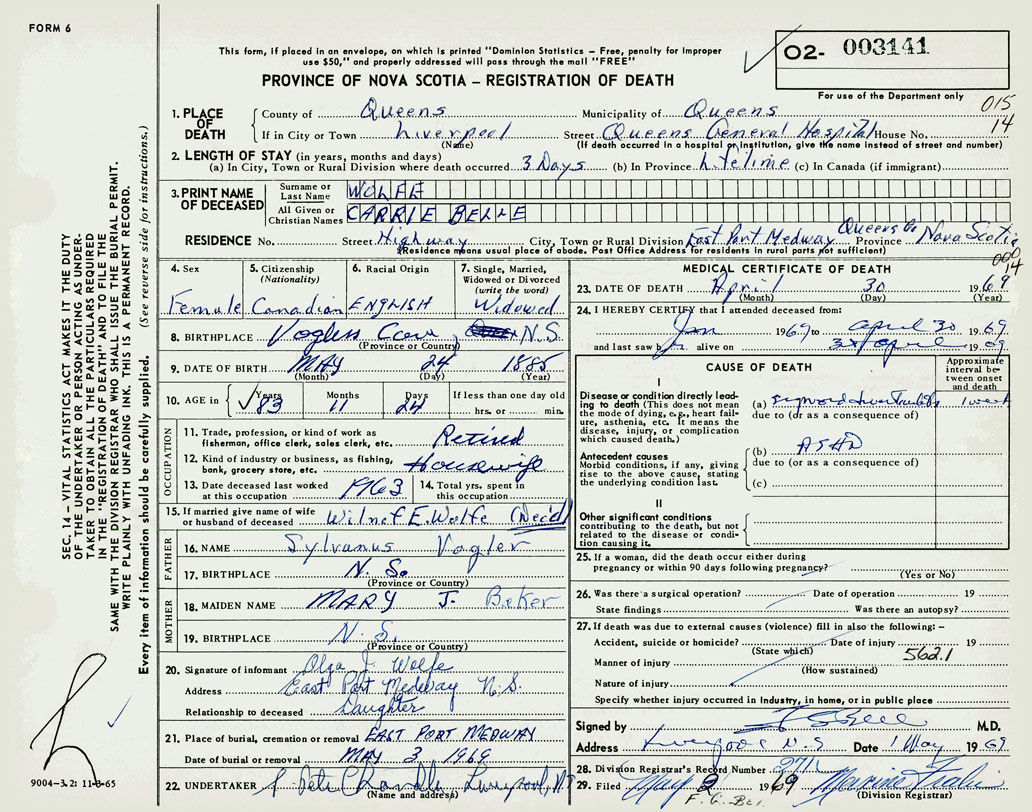 FORM 6
This form, if placed in an envelope, on which is printed "Dominion Statistics – Free, penalty for improper
use $50," and properly addressed will pass through the mail "FREE"
O2- 003141
PROVINCE OF NOVA SCOTIA – REGISTRATION OF DEATH
For use of the Department only
015
14
1. PLACE OF DEATH
County of Queens Municipality of Queens
If in City or Town Liverpool Street Queens General Hospital House No.
(Name) (If death occurred in a hospital or institution, give the name instead of street and number)
2. LENGTH OF STAY (in years, months and days)
(a) In City, Town or Rural Division where death occurred 3 Days (b) In Province Lifetime (c) In Canada (if immigrant)
3. PRINT NAME OF DECEASED
Surname or Last Name WOLFE
All Given or Christian Names CARRIE BELLE
RESIDENCE No. Street Highway City, Town or Rural Division East Port Medway Queens Co Province Nova Scotia
(Residence means usual place of abode. Post Office Address for residents in rural parts not sufficient)
000
14
4. Sex Female
5. Citizenship (Nationality) Canadian
6. Racial Origin ENGLISH
7. Single, Married, Widowed or Divorced (write the word) Widowed
8. BIRTHPLACE Voglers Cove, N.S.
(Province or Country)
9. DATE OF BIRTH MAY 24 1885
(Month) (Day) (Year)
10. AGE in Years 83 Months 11 Days 24 If less than one day old
hrs. or min.
OCCUPATION
11. Trade, profession, or kind of work as fisherman, office clerk, sales clerk, etc. Retired
12. Kind of industry or business, as fishing, bank, grocery store, etc. Housewife
13. Date deceased last worked at this occupation 1963
14. Total yrs. spent in this occupation
15. If married give name of wife or husband of deceased Wilnot E. Wolfe (Dec'd)
FATHER
16. NAME Sylvanus Vogler
17. BIRTHPLACE N. S.
(Province or Country)
MOTHER
18. MAIDEN NAME MARY J. Baker
19. BIRTHPLACE N.S.
(Province or Country)
20. Signature of informant Olga J. Wolfe
Address East Port Medway N.S.
Relationship to deceased Daughter
21. Place of burial, cremation or removal EAST PORT MEDWAY
Date of burial or removal MAY 3 1969
22. UNDERTAKER Liverpool, N.S.
(Name and address)
MEDICAL CERTIFICATE OF DEATH
23. DATE OF DEATH April 30 1969
(Month) (Day) (Year)
24. I HEREBY CERTIFY that I attended deceased from:
Jan 1969 to april 30 1969
and last saw h alive on 30 april 1969
CAUSE OF DEATH
Approximate interval between onset and death
I
Disease or condition directly leading to death (This does not mean the mode of dying, e.g., heart failure, asthenia, etc. It means the disease, injury, or complication which caused death.)
(a) sigmoid diverticulitis 1 week
due to (or as a consequence of)
Antecedent causes
Morbid conditions, if any, giving rise to the above cause, stating the underlying condition last.
(b) ASHD
due to (or as a consequence of)
(c)
II
Other significant conditions
contributing to the death, but not related to the disease or condition causing it.
25. If a woman, did the death occur either during
pregnancy or within 90 days following pregnancy?
(Yes or No)
26. Was there a surgical operation? Date of operation 19
State findings Was there an autopsy?
27. If death was due to external causes (violence) fill in also the following: –
Accident, suicide or homicide? Date of injury 19
(State which)
562.1
Manner of injury
(How sustained)
Nature of injury
Specify whether injury occurred in industry, in home, or in public place
Signed by M.D.
Address Liverpool N.S Date 1 May 1969
28. Division Registrar's Record Number 2711
29. Filed May 2 1969
(Division Registrar)
SEC. 14 – VITAL STATISTICS ACT MAKES IT THE DUTY
OF THE UNDERTAKER OR PERSON ACTING AS UNDER-
TAKER TO OBTAIN ALL THE PARTICULARS REQUIRED
IN THE "REGISTRATION OF DEATH" AND TO FILE THE
SAME WITH THE DIVISION REGISTRAR WHO SHALL ISSUE THE BURIAL PERMIT.
WRITE PLAINLY WITH UNFADING INK. THIS IS A PERMANENT RECORD.
Every item of information should be carefully supplied. (See reverse side for instructions.)
9004-3.2: 11-3-65